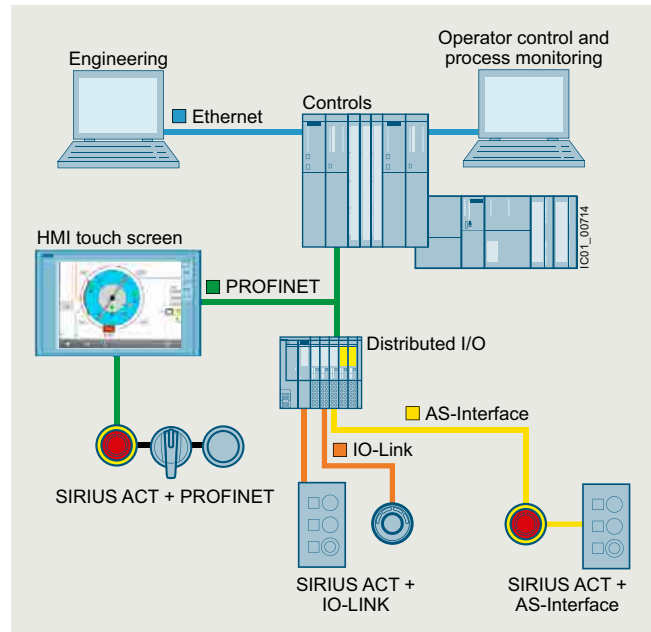 Engineering
Operator control and
process monitoring
Ethernet
Controls
IC01_00714
HMI touch screen
PROFINET
Distributed I/O
AS-Interface
IO-Link
SIRIUS ACT + PROFINET
SIRIUS ACT +
IO-LINK
SIRIUS ACT +
AS-Interface